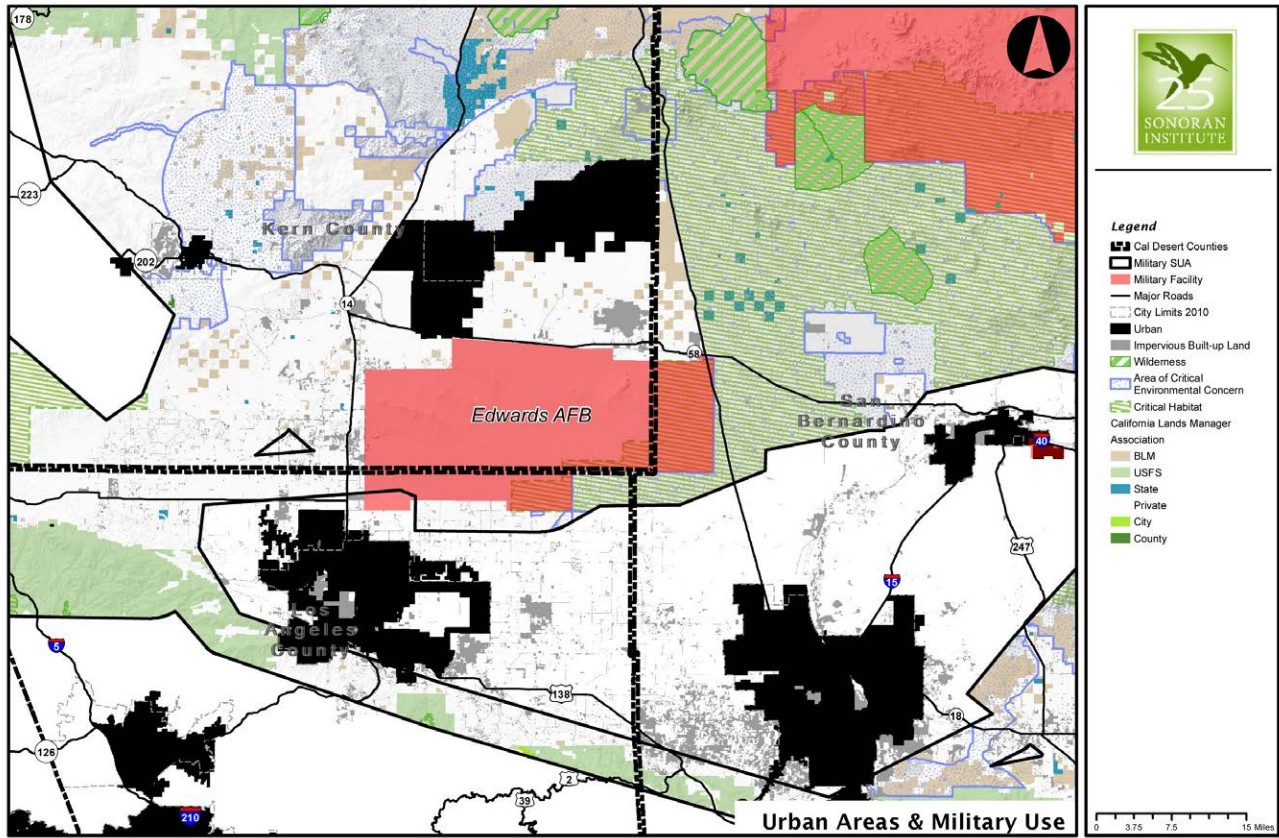 178
223
202
Kern County
14
58
Edwards AFB
San
Bernardino
County
40
247
15
Los
Angeles
County
5
138
18
126
2
39
210
Urban Areas & Military Use
25
SONORAN
INSTITUTE
Legend
Cal Desert Counties
Military SUA
Military Facility
Major Roads
City Limits 2010
Urban
Impervious Built-up Land
Wilderness
Area of Critical
Environmental Concern
Critical Habitat
California Lands Manager
Association
BLM
USFS
State
Private
City
County
0 3.75 7.5 15 Miles